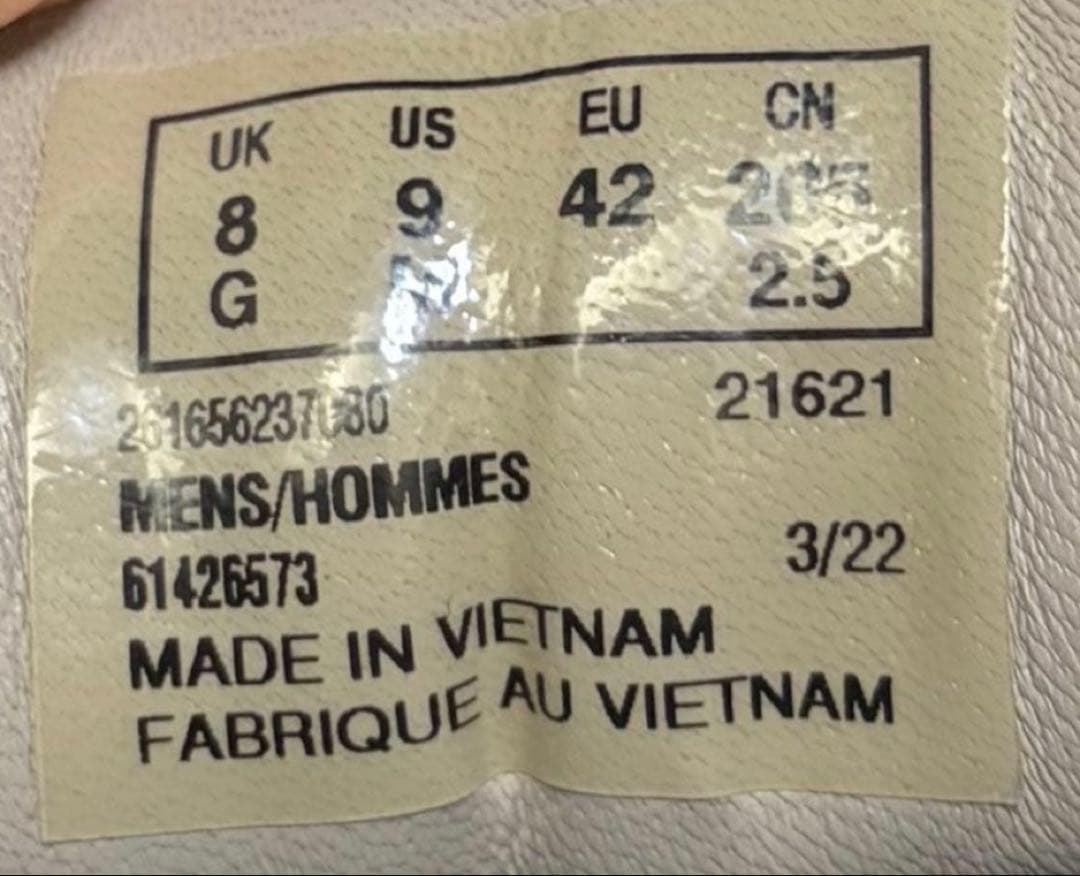 UK US EU CN
8 9 42
G 2.5
21621
MENS/HOMMES
61426573 3/22
MADE IN VIETNAM
FABRIQUE AU VIETNAM